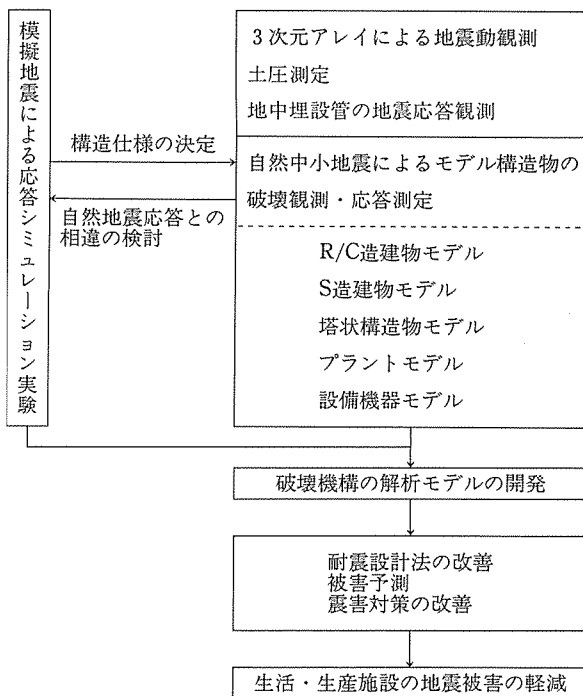 模擬地震による応答シミュレーション実験
3次元アレイによる地震動観測
土圧測定
地中埋設管の地震応答観測
構造仕様の決定
自然地震応答との
相違の検討
自然中小地震によるモデル構造物の
破壊観測・応答測定
R/C造建物モデル
S造建物モデル
塔状構造物モデル
プラントモデル
設備機器モデル
破壊機構の解析モデルの開発
耐震設計法の改善
被害予測
震害対策の改善
生活・生産施設の地震被害の軽減